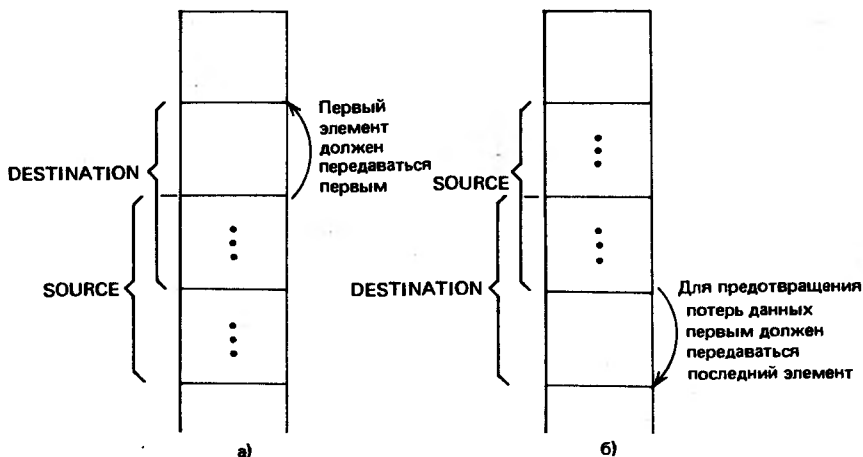 Первый
элемент
должен
передаваться
первым
DESTINATION
SOURCE
а)
SOURCE
DESTINATION
Для предотвращения
потерь данных
первым должен
передаваться
последний элемент
б)